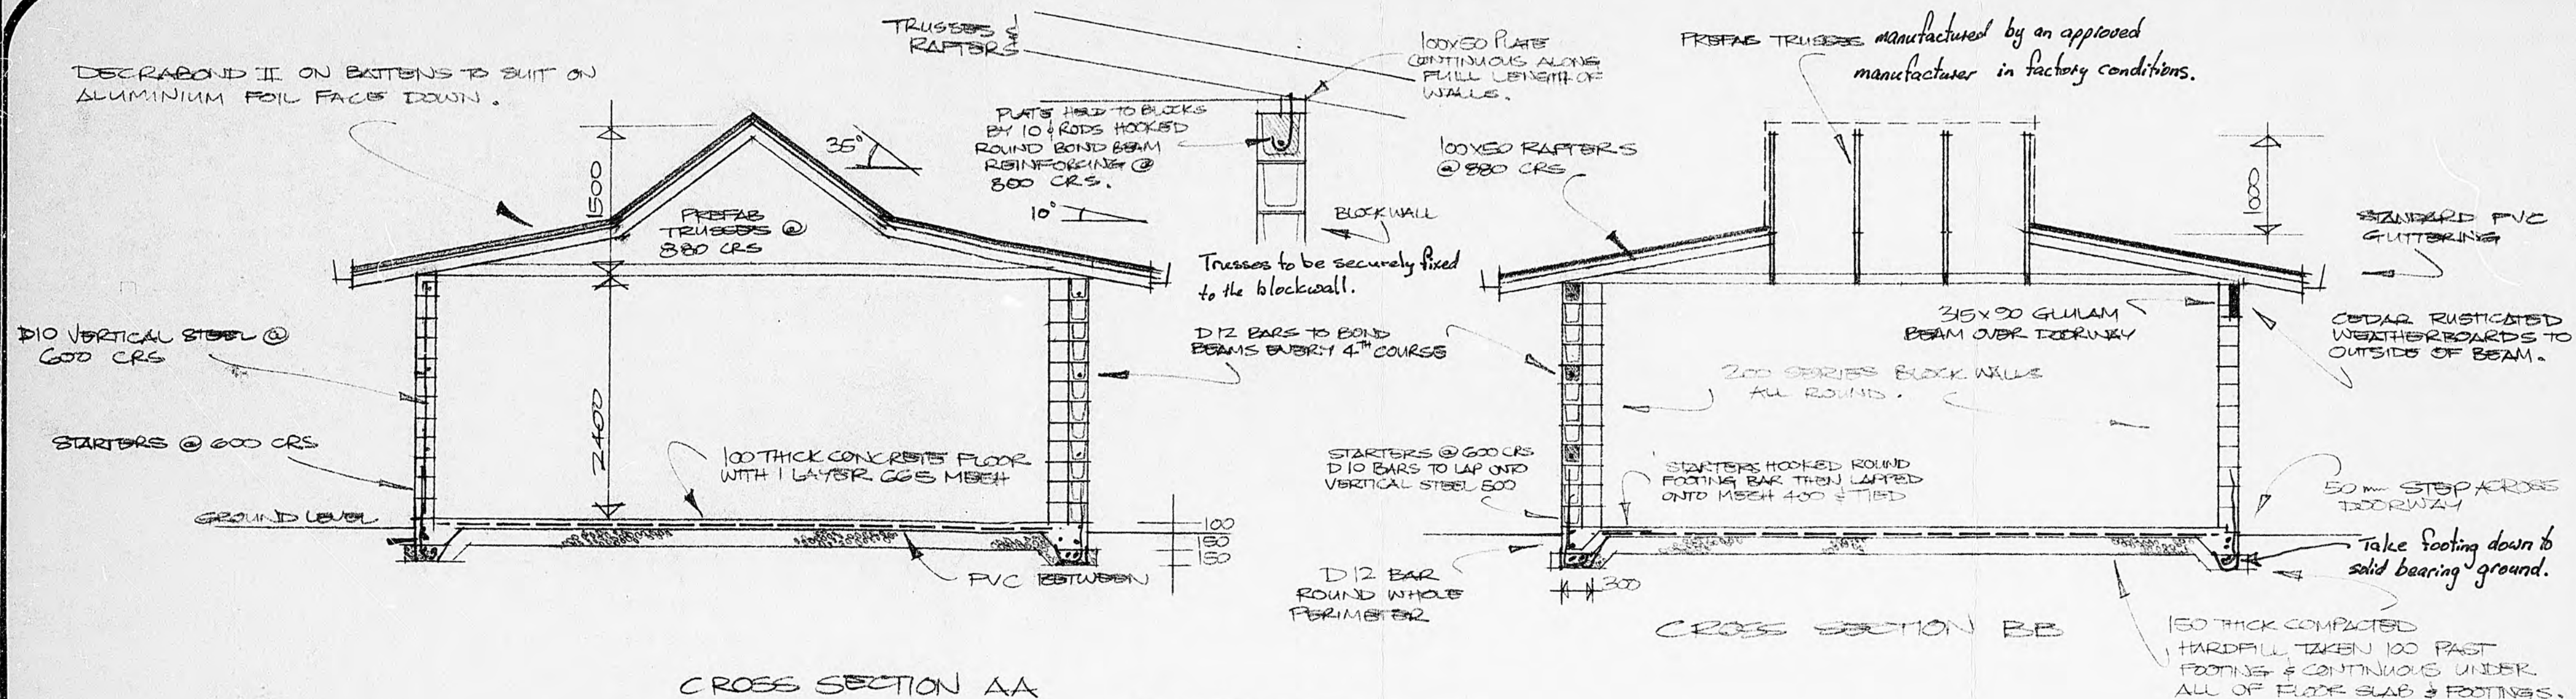 DECRABOND II ON BATTENS TO SUIT ON
ALUMINIUM FOIL FACE DOWN.
TRUSSES &
RAFTERS
100x50 PLATE
CONTINUOUS ALONG
FULL LENGTH OF
WALLS.
PREFAB TRUSSES manufactured by an approved
manufacturer in factory conditions.
PLATE HELD TO BLOCKS
BY 10 ϕ RODS HOOKED
ROUND BOND BEAM
REINFORCING @
800 CRS.
35°
10°
1500
PREFAB
TRUSSES @
880 CRS
100x50 RAFTERS
@ 880 CRS
BLOCKWALL
Trusses to be securely fixed
to the blockwall.
1000
STANDARD PVC
GUTTERING
D10 VERTICAL STEEL @
600 CRS
D12 BARS TO BOND
BEAMS EVERY 4TH COURSE
315x90 GLULAM
BEAM OVER DOORWAY
CEDAR RUSTICATED
WEATHERBOARDS TO
OUTSIDE OF BEAM.
200 SERIES BLOCK WALLS
ALL ROUND.
2400
STARTERS @ 600 CRS
100 THICK CONCRETE FLOOR
WITH 1 LAYER 665 MESH
STARTERS @ 600 CRS
D10 BARS TO LAP ONTO
VERTICAL STEEL 500
STARTERS HOOKED ROUND
FOOTING BAR THEN LAPPED
ONTO MESH 400 & TIED
50mm STEP ACROSS
DOORWAY
GROUND LEVEL
100
150
150
PVC BETWEEN
D12 BAR
ROUND WHOLE
PERIMETER
300
Take footing down to
solid bearing ground.
150 THICK COMPACTED
HARDFILL TAKEN 100 PAST
FOOTING & CONTINUOUS UNDER
ALL OF FLOOR SLAB & FOOTINGS.
CROSS SECTION AA
CROSS SECTION BB